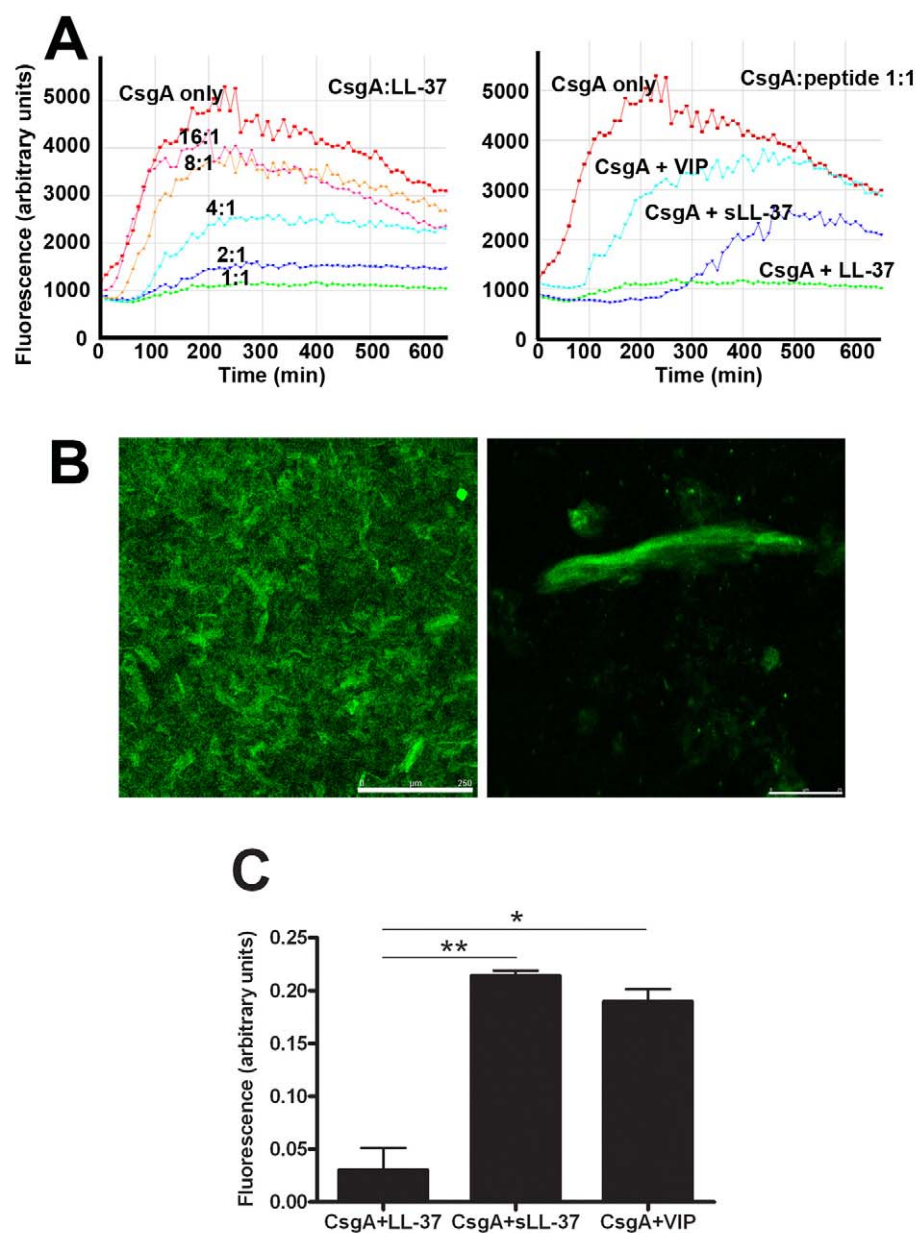 A
Fluorescence (arbitrary units)
5000
4000
3000
2000
1000
0
CsgA only
CsgA:LL-37
16:1
8:1
4:1
2:1
1:1
0 100 200 300 400 500 600
Time (min)
5000
4000
3000
2000
1000
0
CsgA only
CsgA:peptide 1:1
CsgA + VIP
CsgA + sLL-37
CsgA + LL-37
0 100 200 300 400 500 600
Time (min)
B
0 µm 250
C
Fluorescence (arbitrary units)
0.25
0.20
0.15
0.10
0.05
0.00
*
**
CsgA+LL-37 CsgA+sLL-37 CsgA+VIP